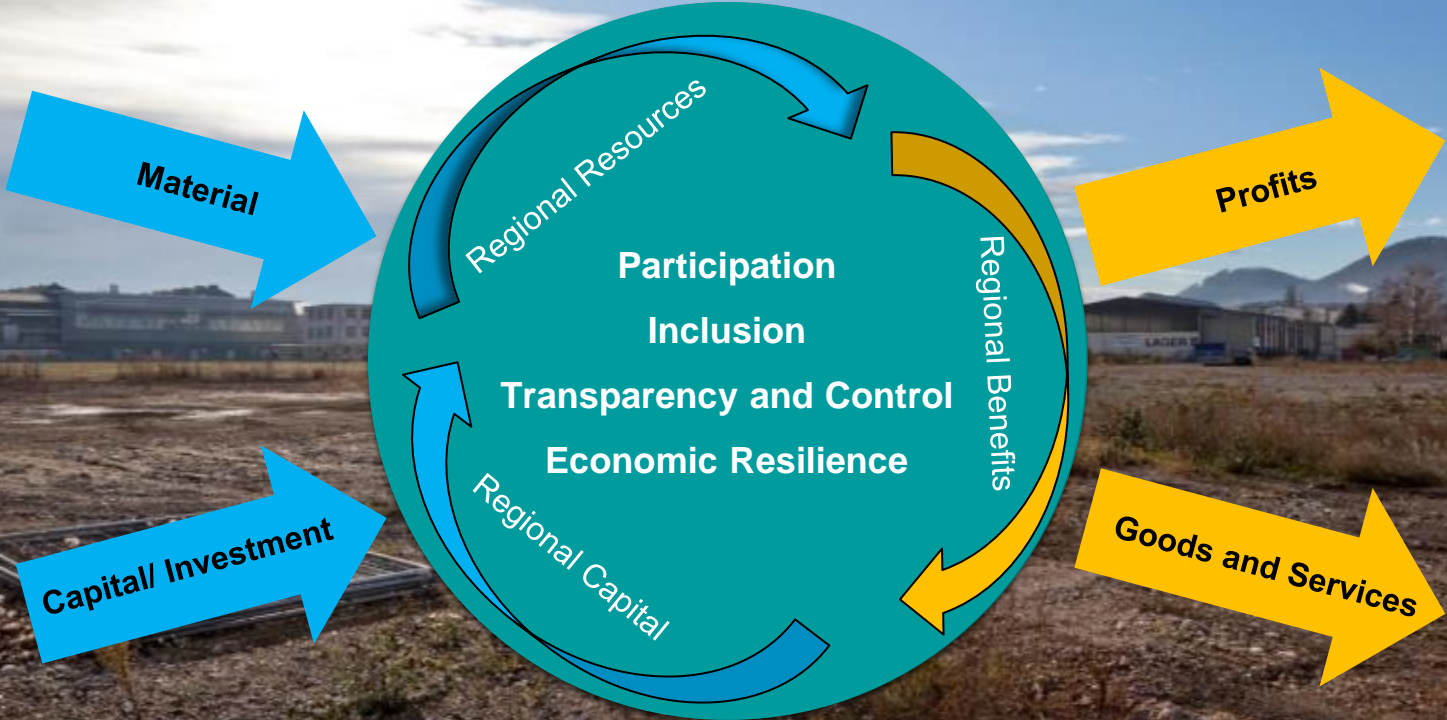 Material
Capital/ Investment
Regional Resources
Regional Benefits
Regional Capital
Participation
Inclusion
Transparency and Control
Economic Resilience
Profits
Goods and Services
LAGER